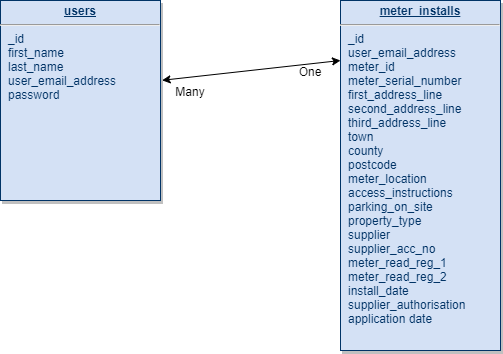 users
_id
first_name
last_name
user_email_address
password
Many
One
meter_installs
_id
user_email_address
meter_id
meter_serial_number
first_address_line
second_address_line
third_address_line
town
county
postcode
meter_location
access_instructions
parking_on_site
property_type
supplier
supplier_acc_no
meter_read_reg_1
meter_read_reg_2
install_date
supplier_authorisation
application date